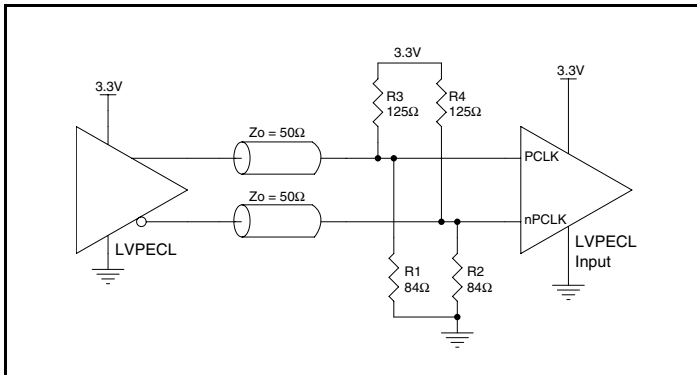 3.3V
3.3V
3.3V
R3
125Ω
R4
125Ω
Zo = 50Ω
PCLK
Zo = 50Ω
nPCLK
LVPECL
LVPECL
Input
R1
84Ω
R2
84Ω